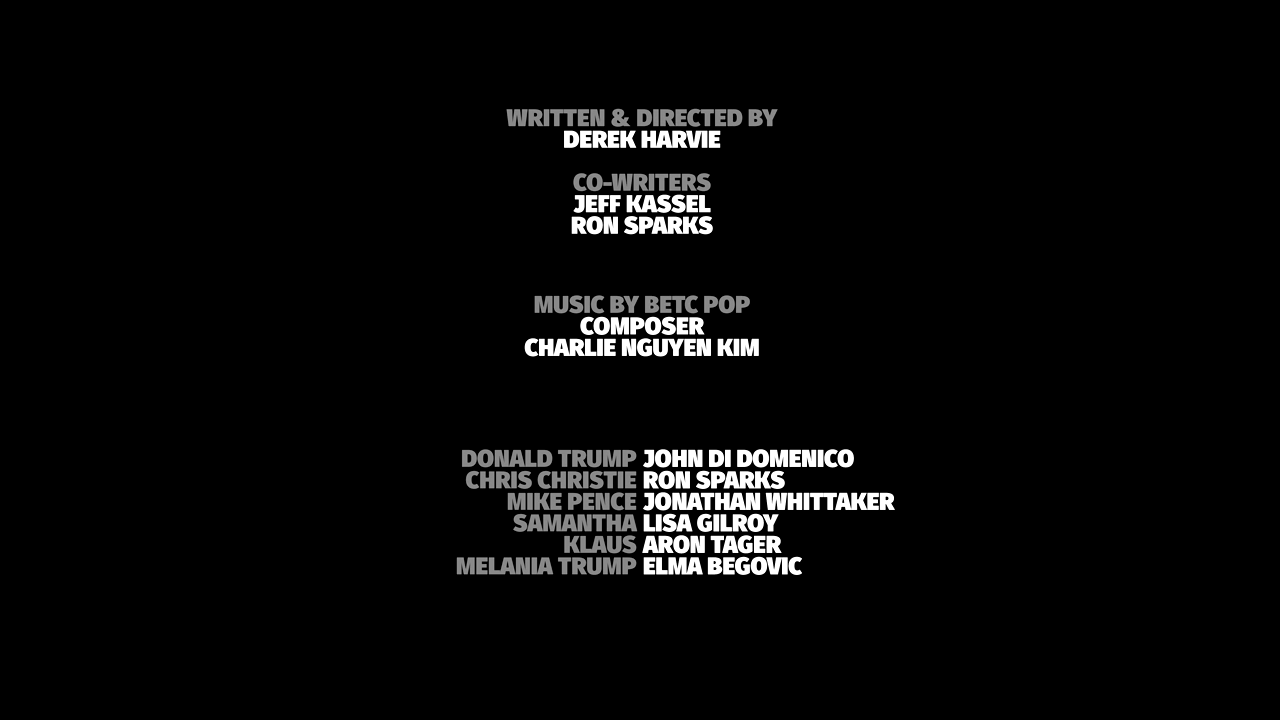 WRITTEN & DIRECTED BY
DEREK HARVIE
CO-WRITERS
JEFF KASSEL
RON SPARKS
MUSIC BY BETC POP
COMPOSER
CHARLIE NGUYEN KIM
DONALD TRUMP JOHN DI DOMENICO
CHRIS CHRISTIE RON SPARKS
MIKE PENCE JONATHAN WHITTAKER
SAMANTHA LISA GILROY
KLAUS ARON TAGER
MELANIA TRUMP ELMA BEGOVIC